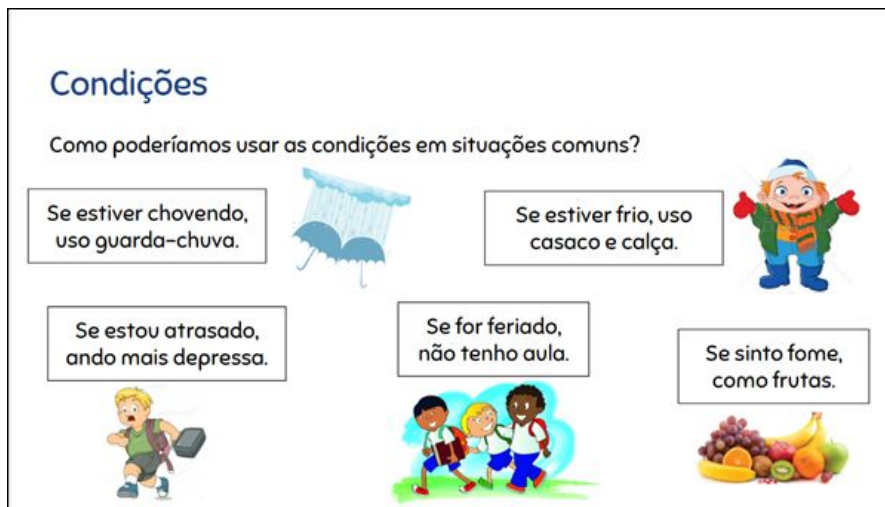 Condições
Como poderíamos usar as condições em situações comuns?
Se estiver chovendo,
uso guarda-chuva.
Se estiver frio, uso
casaco e calça.
Se estou atrasado,
ando mais depressa.
Se for feriado,
não tenho aula.
Se sinto fome,
como frutas.